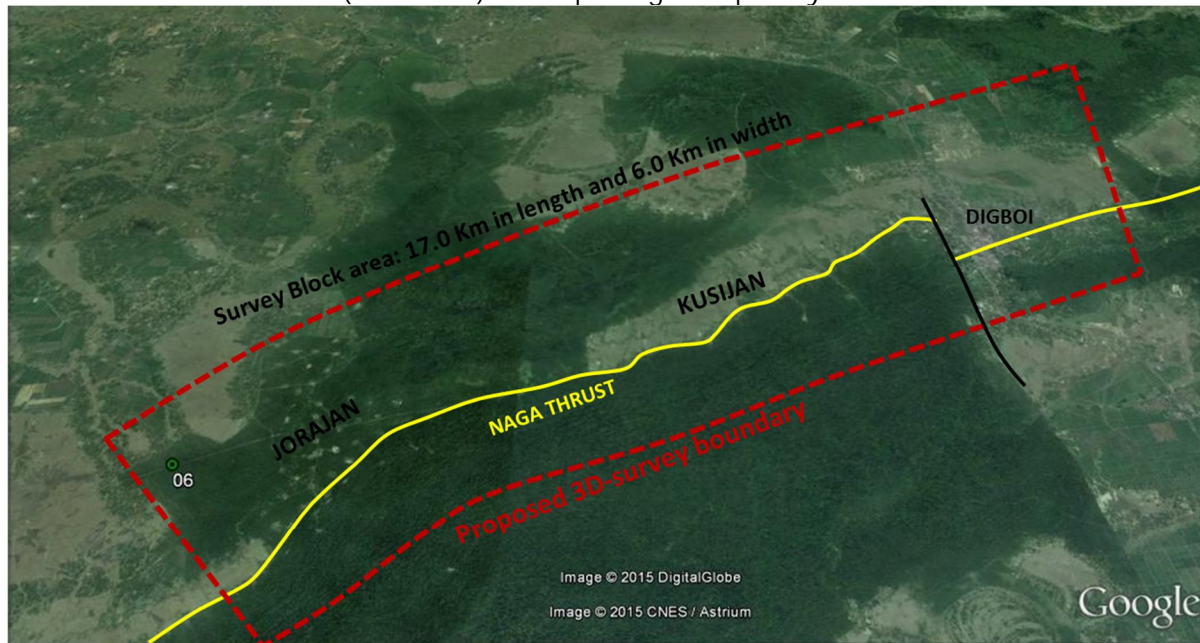 Survey Block area: 17.0 Km in length and 6.0 Km in width
DIGBOI
KUSIJAN
NAGA THRUST
JORAJAN
06
Proposed 3D-survey boundary
Image © 2015 DigitalGlobe
Image © 2015 CNES / Astrium
Google